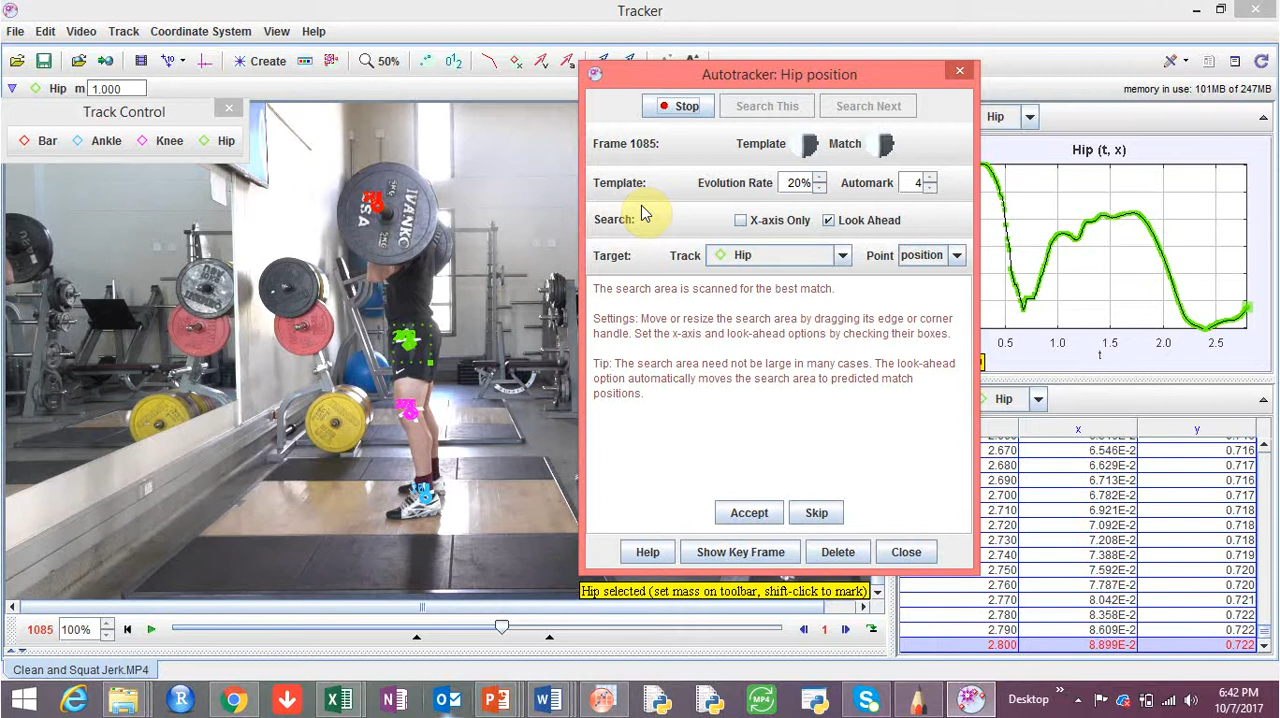 Tracker
File Edit Video Track Coordinate System View Help
Create 50%
Hip m 1.000
memory in use: 101MB of 247MB
Track Control
Bar Ankle Knee Hip
IVANKO
USA
Autotracker: Hip position
Stop Search This Search Next
Frame 1085: Template Match
Template: Evolution Rate 20% Automark 4
Search: X-axis Only Look Ahead
Target: Track Hip Point position
The search area is scanned for the best match.
Settings: Move or resize the search area by dragging its edge or corner
handle. Set the x-axis and look-ahead options by checking their boxes.
Tip: The search area need not be large in many cases. The look-ahead
option automatically moves the search area to predicted match
positions.
Accept Skip
Help Show Key Frame Delete Close
Hip selected (set mass on toolbar, shift-click to mark)
Hip
Hip (t, x)
0.5 1.0 1.5 2.0 2.5
t
Hip
x y
2.670 6.546E-2 0.716
2.680 6.629E-2 0.717
2.690 6.713E-2 0.716
2.700 6.782E-2 0.717
2.710 6.921E-2 0.718
2.720 7.092E-2 0.718
2.730 7.208E-2 0.719
2.740 7.388E-2 0.719
2.750 7.592E-2 0.720
2.760 7.787E-2 0.720
2.770 8.042E-2 0.721
2.780 8.358E-2 0.722
2.790 8.609E-2 0.722
2.800 8.899E-2 0.722
1085 100% 1
Clean and Squat Jerk.MP4
Desktop
6:42 PM
10/7/2017